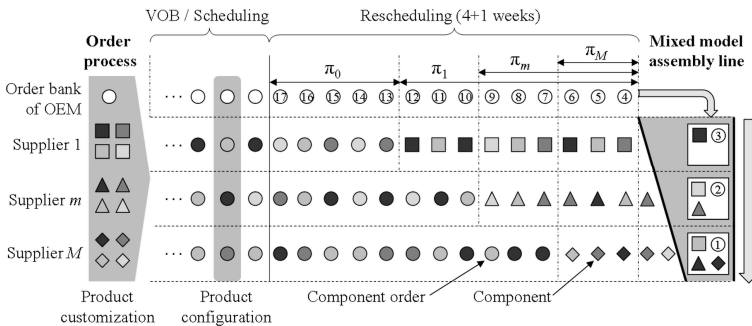 VOB / Scheduling
Rescheduling (4+1 weeks)
Order process
Mixed model assembly line
π0
π1
πm
πM
Order bank of OEM
··· 17 16 15 14 13 12 11 10 9 8 7 6 5 4
Supplier 1
···
3
Supplier m
···
2
Supplier M
···
1
Product customization
Product configuration
Component order
Component